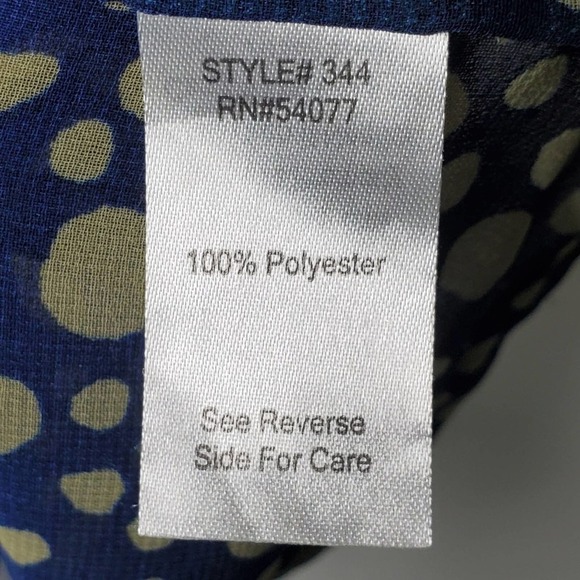 STYLE# 344
RN#54077
100% Polyester
See Reverse
Side For Care